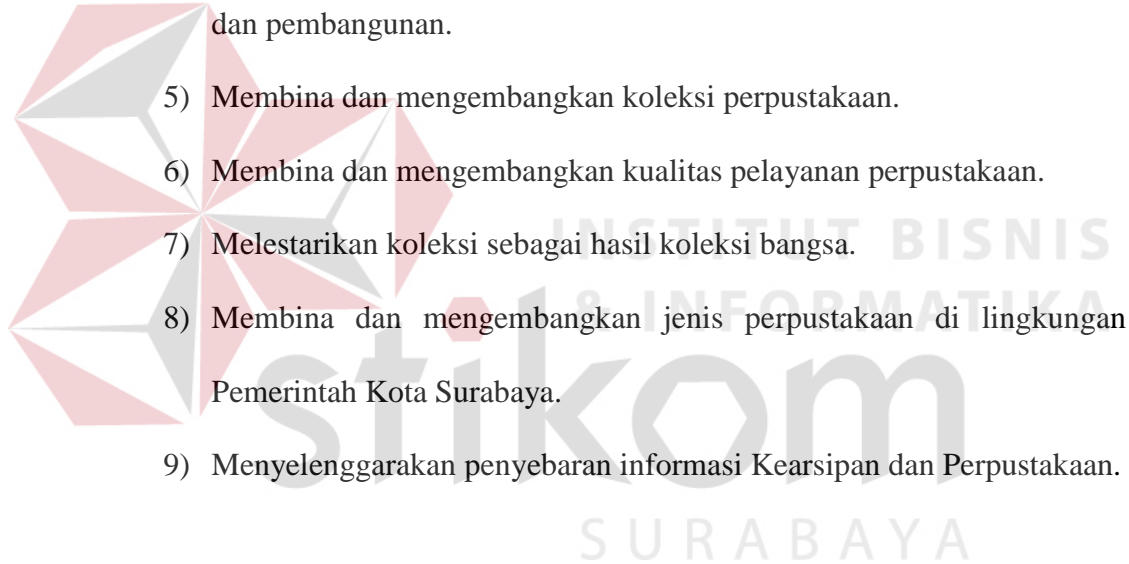 dan pembangunan.
5) Membina dan mengembangkan koleksi perpustakaan.
6) Membina dan mengembangkan kualitas pelayanan perpustakaan.
INSTITUT BISNIS
7) Melestarikan koleksi sebagai hasil koleksi bangsa.
& INFORMATIKA
8) Membina dan mengembangkan jenis perpustakaan di lingkungan
Pemerintah Kota Surabaya.
stikom
9) Menyelenggarakan penyebaran informasi Kearsipan dan Perpustakaan.
SURABAYA